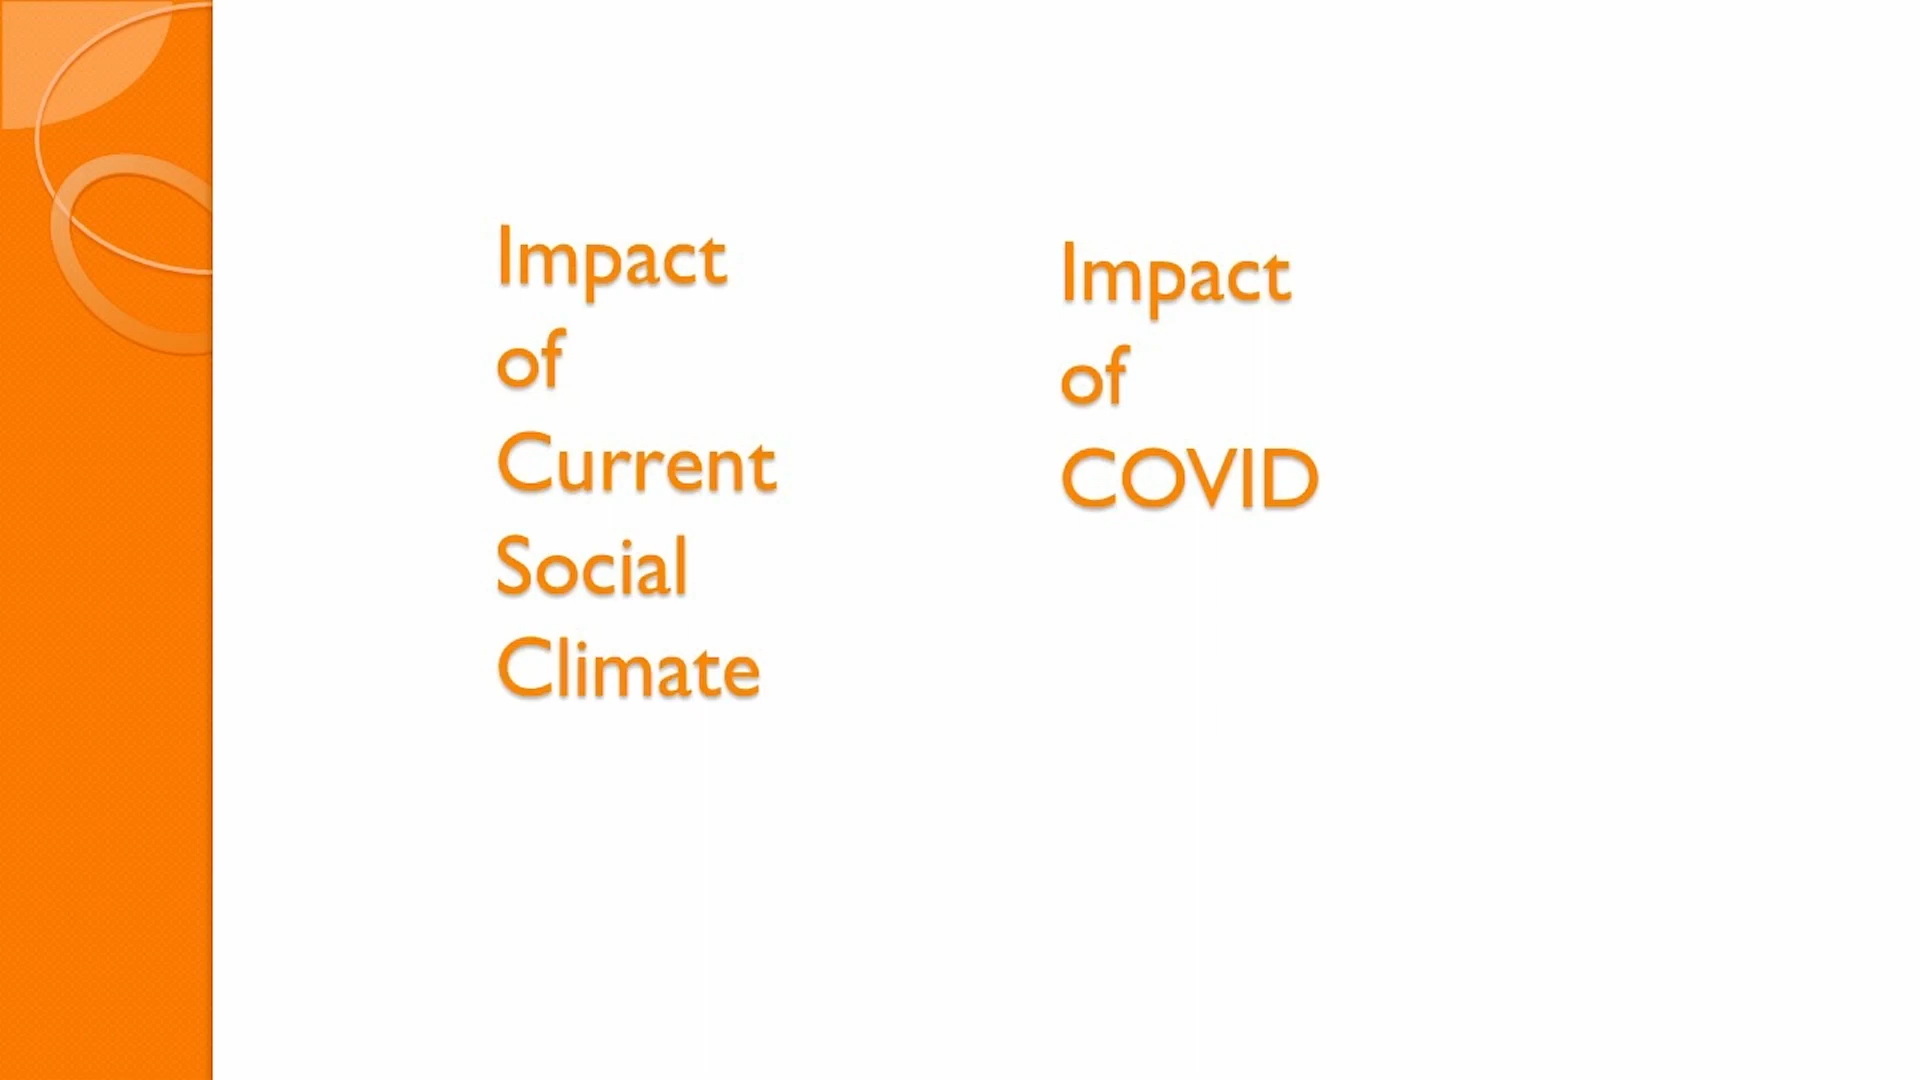 Impact
of
Current
Social
Climate
Impact
of
COVID